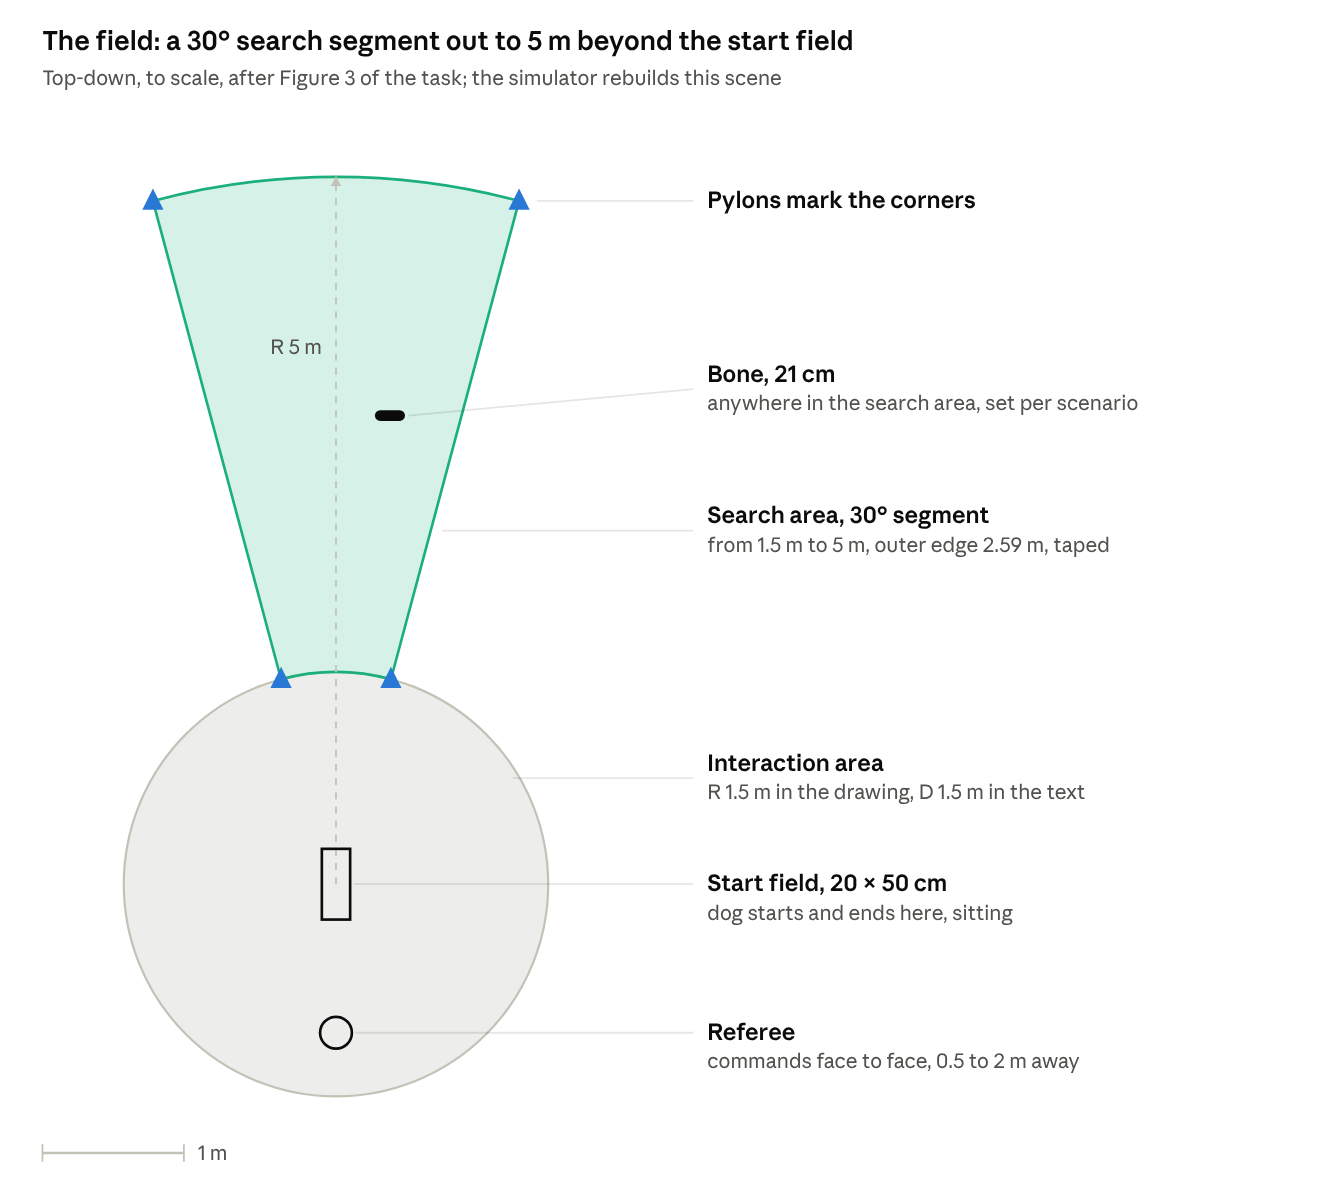 The field: a 30° search segment out to 5 m beyond the start field
Top-down, to scale, after Figure 3 of the task; the simulator rebuilds this scene
Pylons mark the corners
R 5 m
Bone, 21 cm
anywhere in the search area, set per scenario
Search area, 30° segment
from 1.5 m to 5 m, outer edge 2.59 m, taped
Interaction area
R 1.5 m in the drawing, D 1.5 m in the text
Start field, 20 × 50 cm
dog starts and ends here, sitting
Referee
commands face to face, 0.5 to 2 m away
1 m